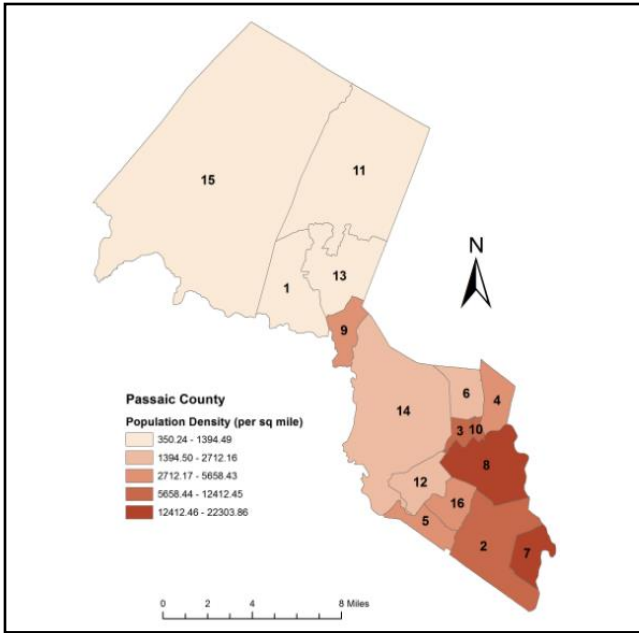 15
11
N
13
1
9
6
4
14
3
10
8
12
16
5
2
7
Passaic County
Population Density (per sq mile)
350.24 - 1394.49
1394.50 - 2712.16
2712.17 - 5658.43
5658.44 - 12412.45
12412.46 - 22303.86
0 2 4 8 Miles